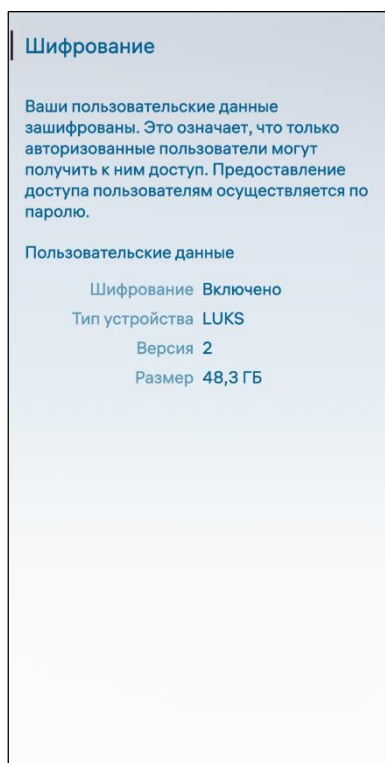 Шифрование
Ваши пользовательские данные
зашифрованы. Это означает, что только
авторизованные пользователи могут
получить к ним доступ. Предоставление
доступа пользователям осуществляется по
паролю.
Пользовательские данные
Шифрование Включено
Тип устройства LUKS
Версия 2
Размер 48,3 ГБ